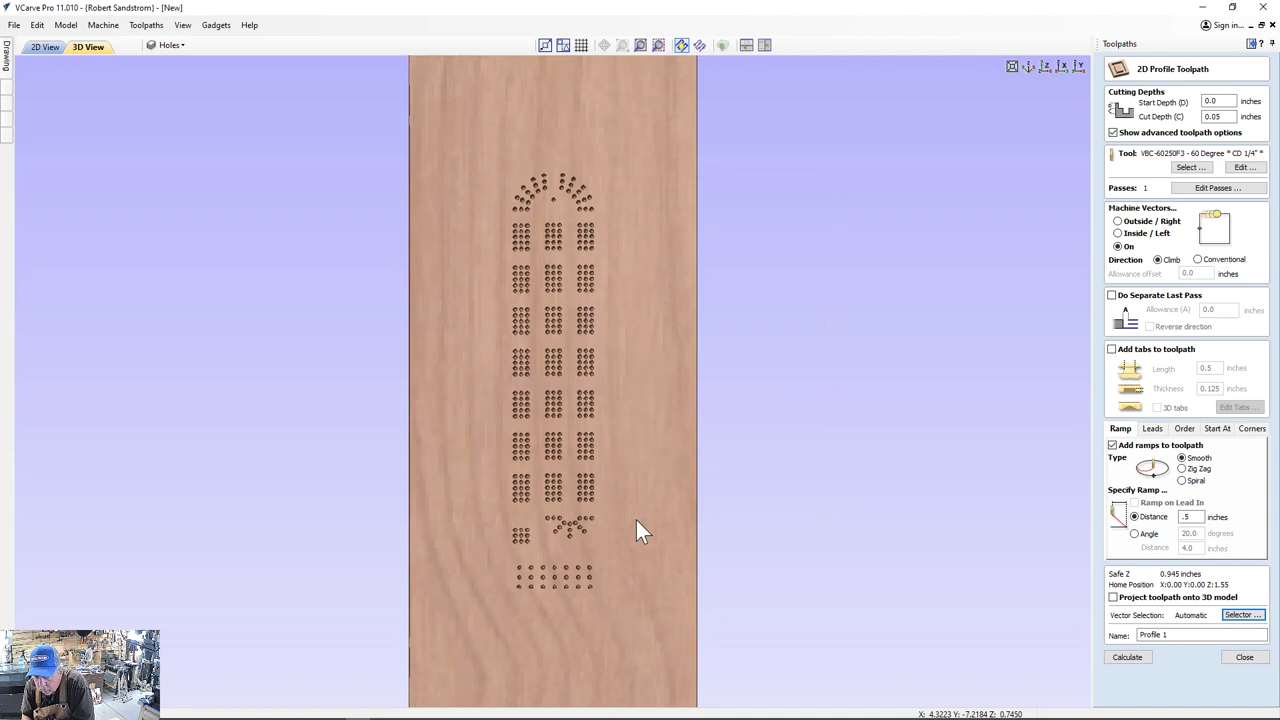 VCarve Pro 11.010 - {Robert Sandstrom} - [New]
File Edit Model Machine Toolpaths View Gadgets Help
Sign in...
2D View 3D View Holes
Drawing
Toolpaths
2D Profile Toolpath
Cutting Depths
Start Depth (D) 0.0 inches
Cut Depth (C) 0.05 inches
Show advanced toolpath options
Tool: VBC-60250F3 - 60 Degree * CD 1/4" *
Select ... Edit ...
Passes: 1 Edit Passes ...
Machine Vectors...
Outside / Right
Inside / Left
On
Direction Climb Conventional
Allowance offset 0.0 inches
Do Separate Last Pass
Allowance (A) 0.0 inches
Reverse direction
Add tabs to toolpath
Length 0.5 inches
Thickness 0.125 inches
3D tabs Edit Tabs ...
Ramp Leads Order Start At Corners
Add ramps to toolpath
Type Smooth
Zig Zag
Spiral
Specify Ramp ...
Ramp on Lead In
Distance .5 inches
Angle 20.0 degrees
Distance 4.0 inches
Safe Z 0.945 inches
Home Position X:0.00 Y:0.00 Z:1.55
Project toolpath onto 3D model
Vector Selection: Automatic Selector ...
Name: Profile 1
Calculate Close
X: 4.3223 Y: -7.2184 Z: 0.7450